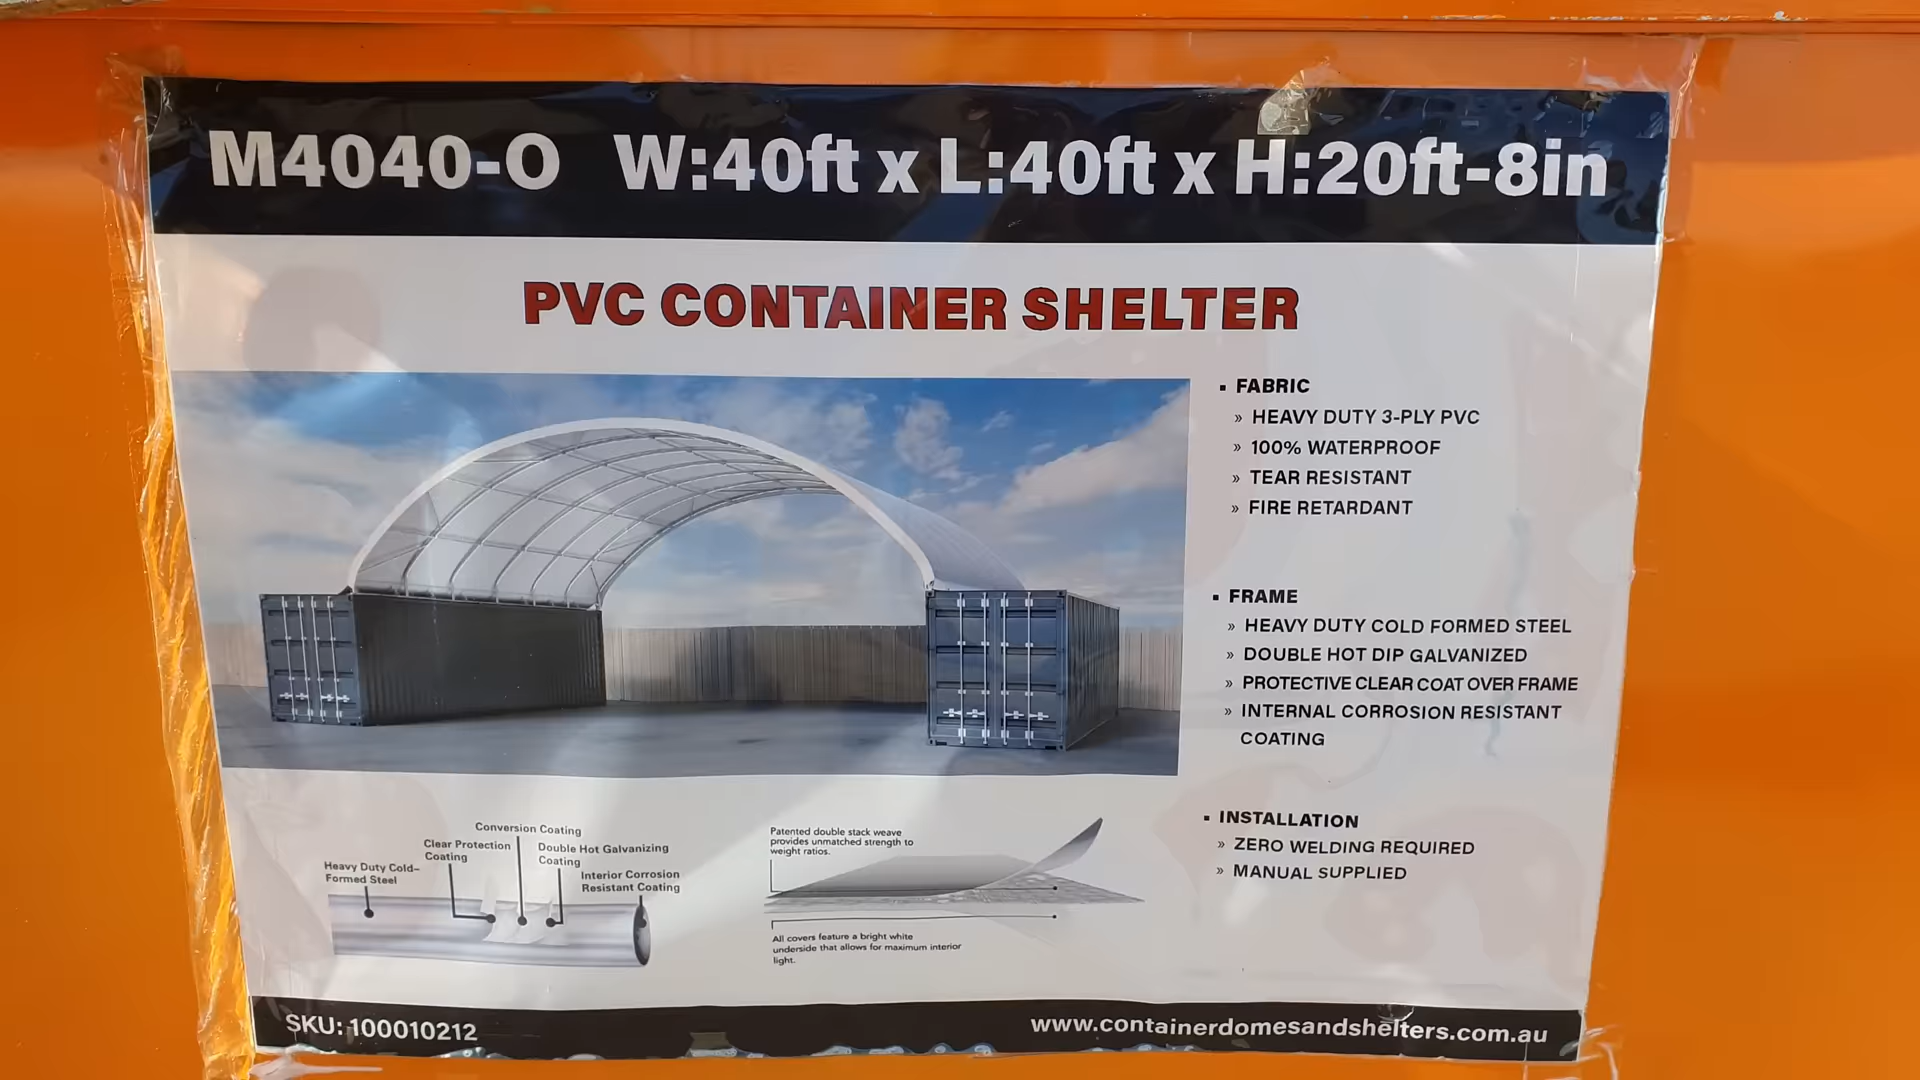 M4040-O W:40ft x L:40ft x H:20ft-8in
PVC CONTAINER SHELTER
▪ FABRIC
» HEAVY DUTY 3-PLY PVC
» 100% WATERPROOF
» TEAR RESISTANT
» FIRE RETARDANT
▪ FRAME
» HEAVY DUTY COLD FORMED STEEL
» DOUBLE HOT DIP GALVANIZED
» PROTECTIVE CLEAR COAT OVER FRAME
» INTERNAL CORROSION RESISTANT
COATING
▪ INSTALLATION
» ZERO WELDING REQUIRED
» MANUAL SUPPLIED
Heavy Duty Cold-
Formed Steel
Clear Protection
Coating
Conversion Coating
Double Hot Galvanizing
Coating
Interior Corrosion
Resistant Coating
Patented double stack weave
provides unmatched strength to
weight ratios.
All covers feature a bright white
underside that allows for maximum interior
light.
SKU: 100010212
www.containerdomesandshelters.com.au